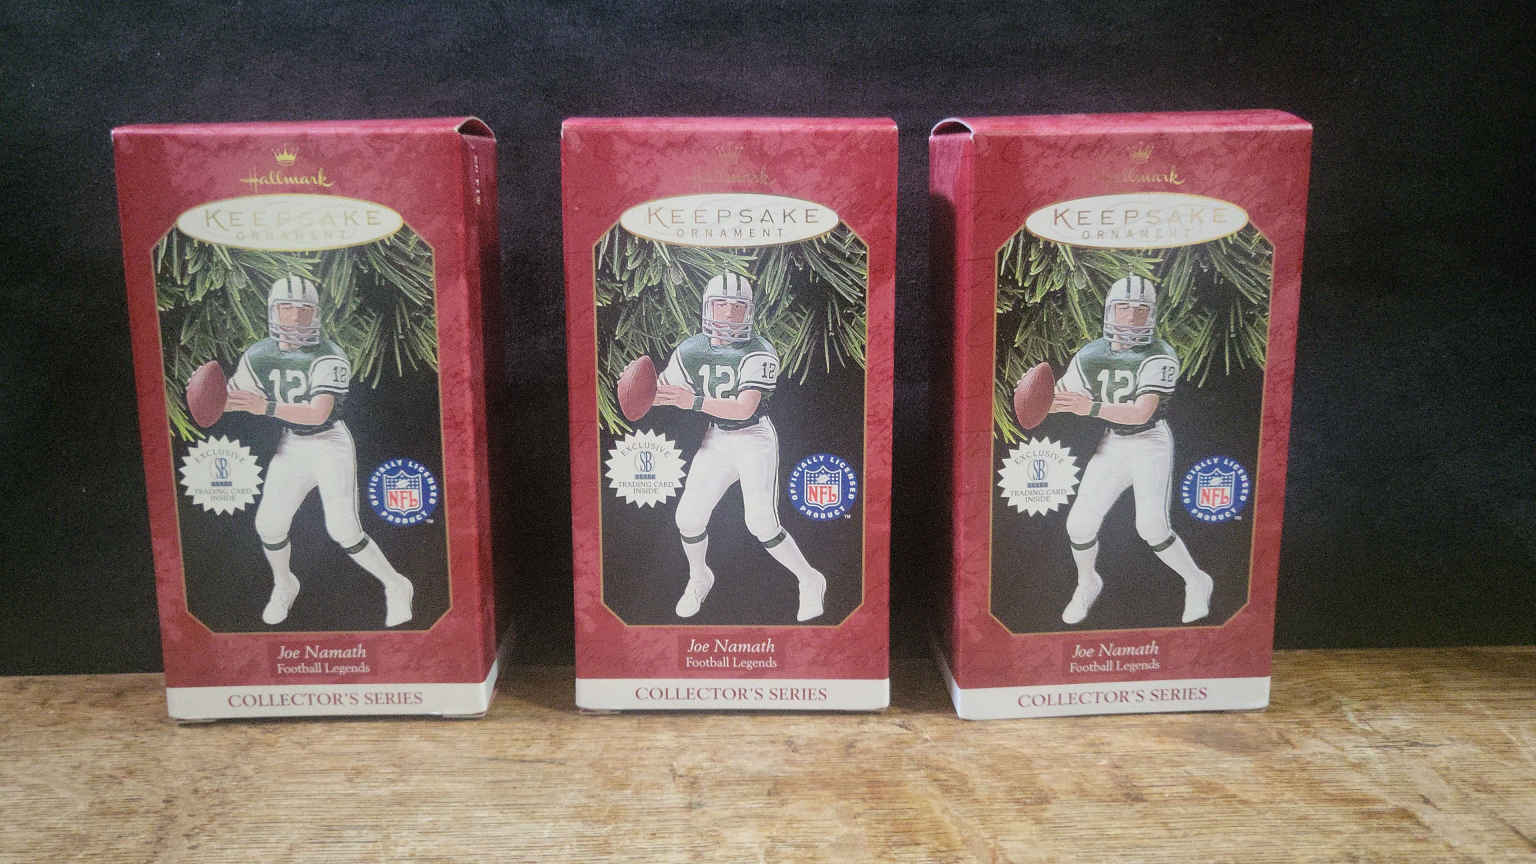 Hallmark
KEEPSAKE
ORNAMENT
12
12
EXCLUSIVE
SB
TRADING CARD
INSIDE
OFFICIALLY LICENSED
NFL
PRODUCT
TM
Joe Namath
Football Legends
COLLECTOR'S SERIES
Hallmark
KEEPSAKE
ORNAMENT
12
12
EXCLUSIVE
SB
TRADING CARD
INSIDE
OFFICIALLY LICENSED
NFL
PRODUCT
TM
Joe Namath
Football Legends
COLLECTOR'S SERIES
Hallmark
KEEPSAKE
ORNAMENT
12
12
EXCLUSIVE
SB
TRADING CARD
INSIDE
OFFICIALLY LICENSED
NFL
PRODUCT
TM
Joe Namath
Football Legends
COLLECTOR'S SERIES